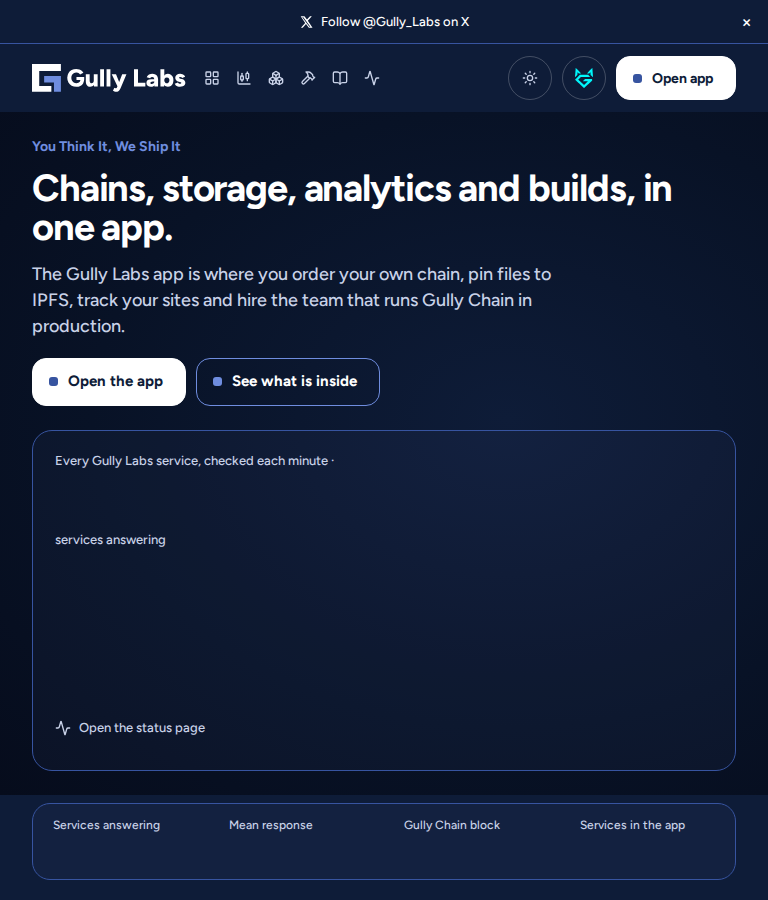 Follow @Gully_Labs on X
×
Gully Labs
Open app
You Think It, We Ship It
Chains, storage, analytics and builds, in
one app.
The Gully Labs app is where you order your own chain, pin files to
IPFS, track your sites and hire the team that runs Gully Chain in
production.
Open the app
See what is inside
Every Gully Labs service, checked each minute ·
services answering
Open the status page
Services answering
Mean response
Gully Chain block
Services in the app